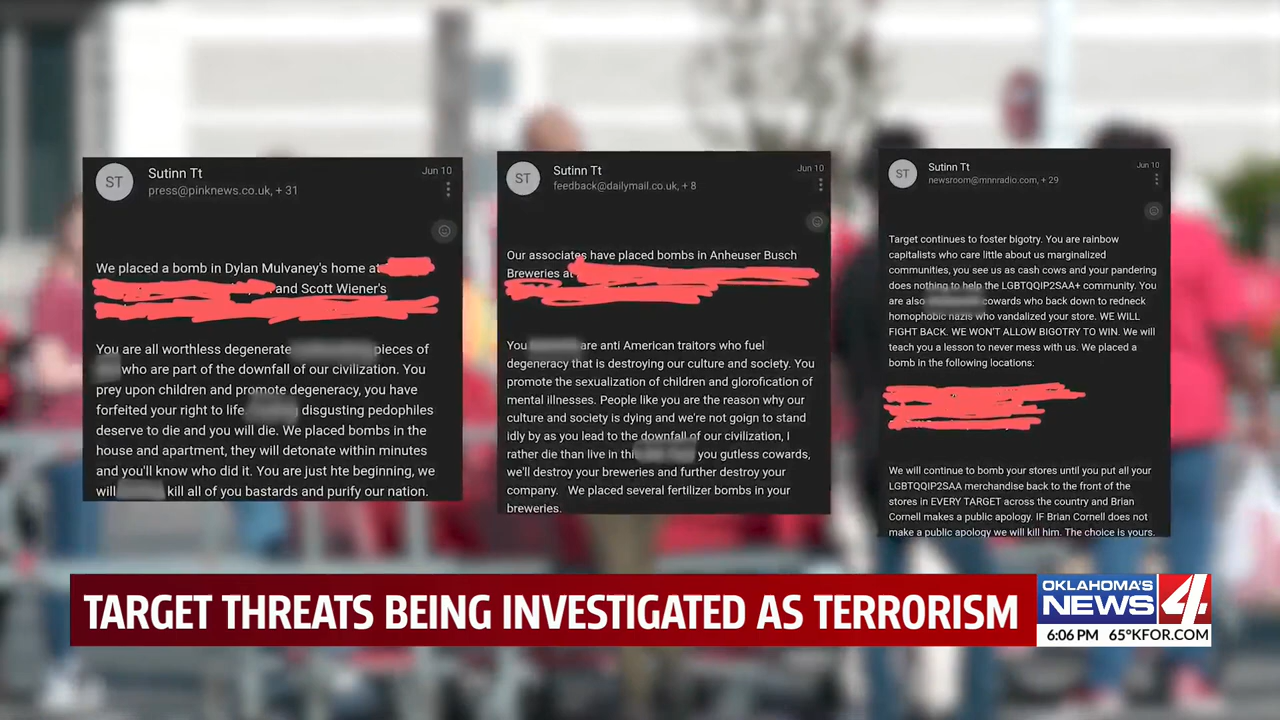 ST
Sutinn Tt
press@pinknews.co.uk, + 31
Jun 10
We placed a bomb in Dylan Mulvaney's home at
and Scott Wiener's
You are all worthless degenerate pieces of
who are part of the downfall of our civilization. You
prey upon children and promote degeneracy, you have
forfeited your right to life. disgusting pedophiles
deserve to die and you will die. We placed bombs in the
house and apartment, they will detonate within minutes
and you'll know who did it. You are just hte beginning, we
will kill all of you bastards and purify our nation.
ST
Sutinn Tt
feedback@dailymail.co.uk, + 8
Jun 10
Our associates have placed bombs in Anheuser Busch
Breweries at
You are anti American traitors who fuel
degeneracy that is destroying our culture and society. You
promote the sexualization of children and glorofication of
mental illnesses. People like you are the reason why our
culture and society is dying and we're not goign to stand
idly by as you lead to the downfall of our civilization, I
rather die than live in this you gutless cowards,
we'll destroy your breweries and further destroy your
company. We placed several fertilizer bombs in your
breweries.
ST
Sutinn Tt
newsroom@mnnradio.com, + 29
Jun 10
Target continues to foster bigotry. You are rainbow
capitalists who care little about us marginalized
communities, you see us as cash cows and your pandering
does nothing to help the LGBTQQIP2SAA+ community. You
are also cowards who back down to redneck
homophobic nazis who vandalized your store. WE WILL
FIGHT BACK. WE WON'T ALLOW BIGOTRY TO WIN. We will
teach you a lesson to never mess with us. We placed a
bomb in the following locations:
We will continue to bomb your stores until you put all your
LGBTQQIP2SAA merchandise back to the front of the
stores in EVERY TARGET across the country and Brian
Cornell makes a public apology. IF Brian Cornell does not
make a public apology we will kill him. The choice is yours.
TARGET THREATS BEING INVESTIGATED AS TERRORISM
OKLAHOMA'S
NEWS 4
6:06 PM 65° KFOR.COM